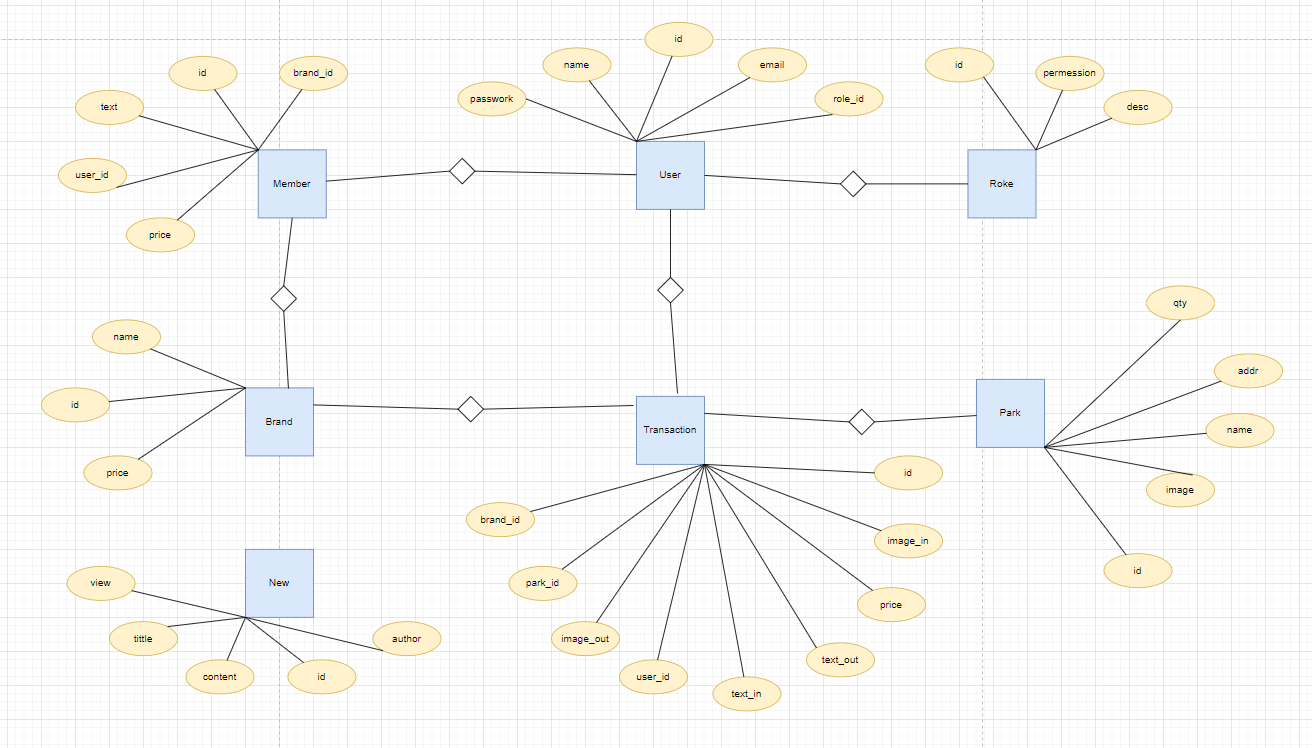 id
name
email
passwork
role_id
id
brand_id
text
user_id
price
id
permession
desc
Member
User
Roke
name
id
price
Brand
Transaction
Park
qty
addr
name
image
id
id
brand_id
image_in
park_id
price
image_out
text_out
user_id
text_in
New
view
tittle
content
id
author